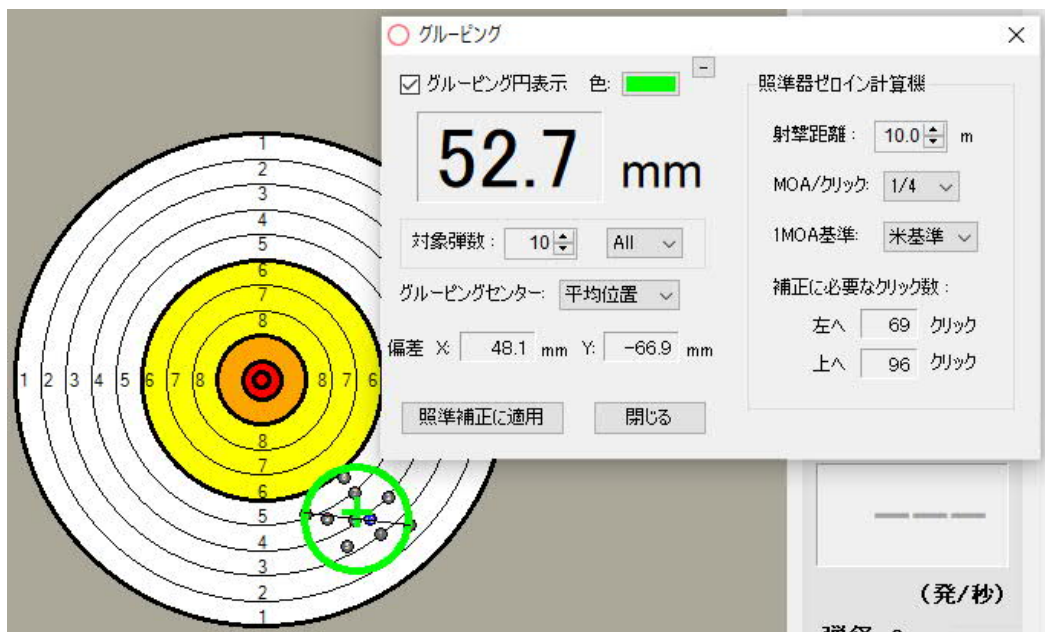 グルーピング
グルーピング円表示 色:
-
52.7 mm
対象弾数: 10 All
グルーピングセンター: 平均位置
偏差 X: 48.1 mm Y: -66.9 mm
照準補正に適用 閉じる
照準器ゼロイン計算機
射撃距離: 10.0 m
MOA/クリック: 1/4
1MOA基準: 米基準
補正に必要なクリック数:
左へ 69 クリック
上へ 96 クリック
1
2
3
4
5
6
7
8
1 2 3 4 5 6 7 8 8 7 6
8
7
6
5
4
3
2
1
---
(発/秒)